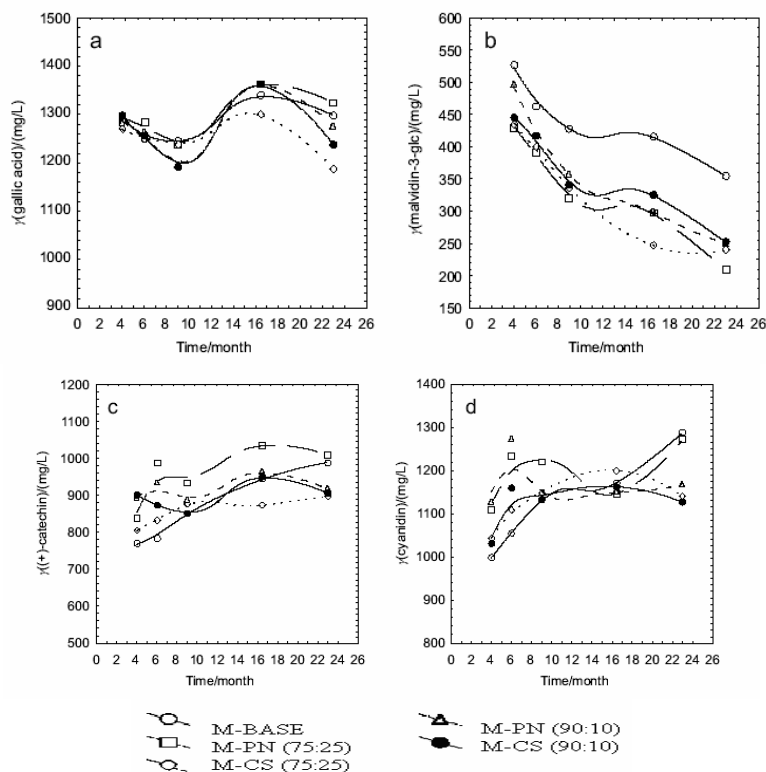 a
γ(gallic acid)/(mg/L)
1500
1400
1300
1200
1100
1000
900
0 2 4 6 8 10 12 14 16 18 20 22 24 26
Time/month
b
γ(malvidin-3-glc)/(mg/L)
600
550
500
450
400
350
300
250
200
150
0 2 4 6 8 10 12 14 16 18 20 22 24 26
Time/month
c
γ((+)-catechin)/(mg/L)
1200
1100
1000
900
800
700
600
500
0 2 4 6 8 10 12 14 16 18 20 22 24 26
Time/month
d
γ(cyanidin)/(mg/L)
1400
1300
1200
1100
1000
900
800
0 2 4 6 8 10 12 14 16 18 20 22 24 26
Time/month
M-BASE
M-PN (75:25)
M-CS (75:25)
M-PN (90:10)
M-CS (90:10)